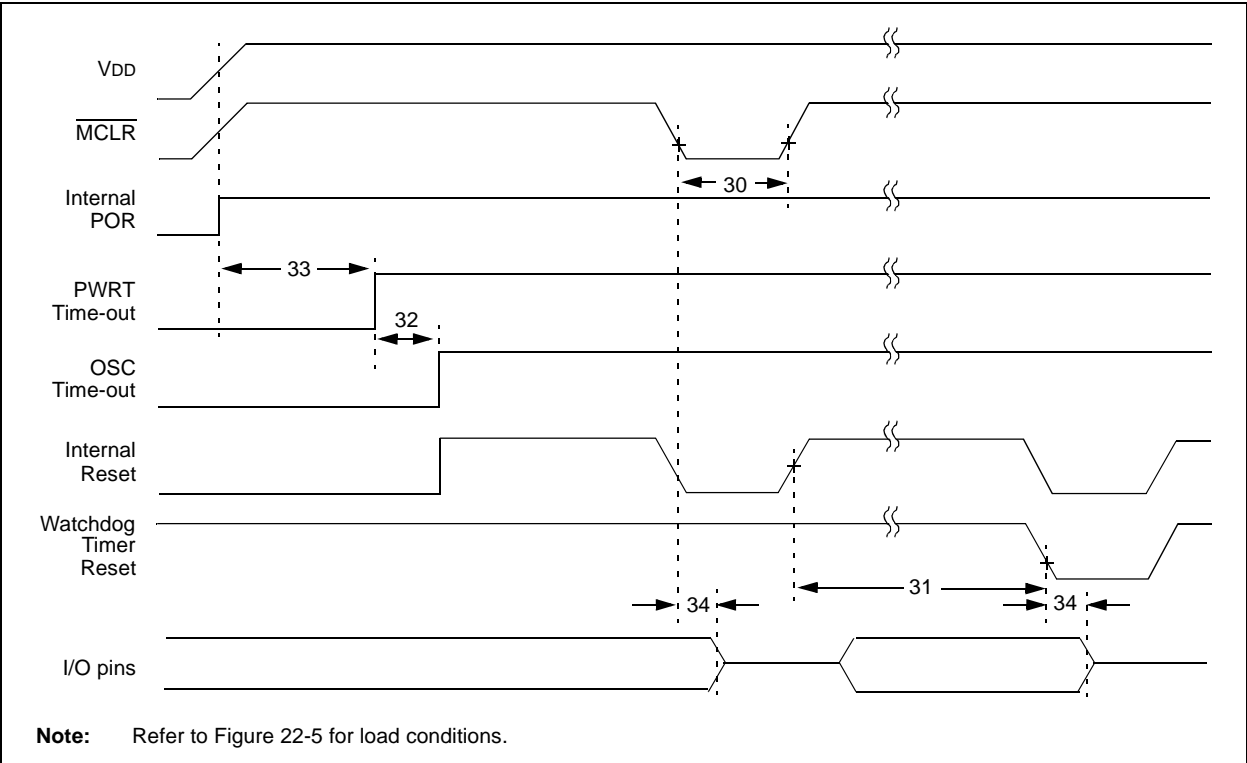 VDD
MCLR
30
Internal
POR
33
PWRT
Time-out
32
OSC
Time-out
Internal
Reset
Watchdog
Timer
Reset
31
34
34
I/O pins
Note: Refer to Figure 22-5 for load conditions.